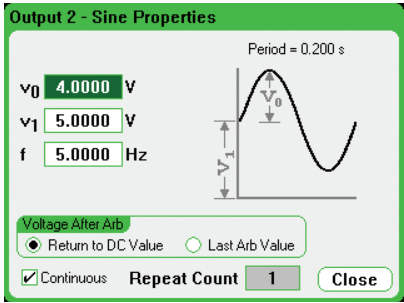 Output 2 - Sine Properties
Period = 0.200 s
v0 4.0000 V
v1 5.0000 V
f 5.0000 Hz
V0
V1
Voltage After Arb
Return to DC Value Last Arb Value
Continuous Repeat Count 1 Close